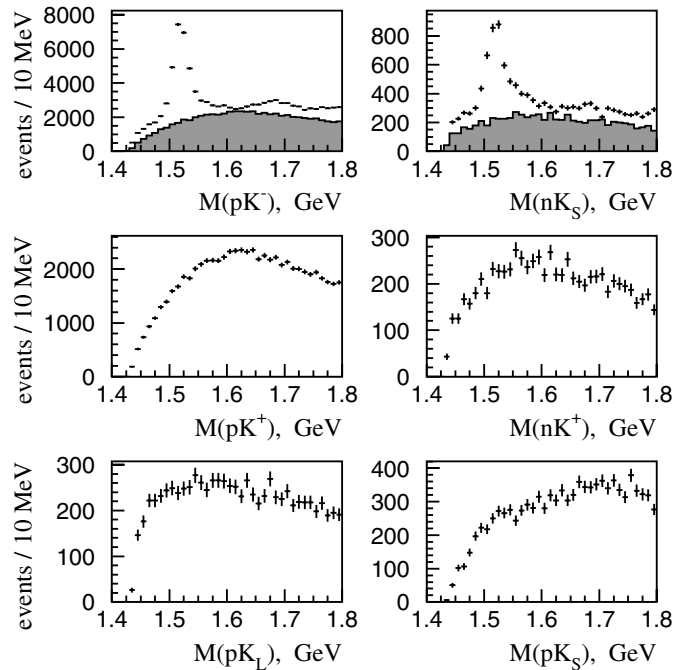 events / 10 MeV
8000
6000
4000
2000
0
1.4 1.5 1.6 1.7 1.8
M(pK⁻), GeV
800
600
400
200
0
1.4 1.5 1.6 1.7 1.8
M(nK_S), GeV
events / 10 MeV
2000
1000
0
1.4 1.5 1.6 1.7 1.8
M(pK⁺), GeV
300
200
100
0
1.4 1.5 1.6 1.7 1.8
M(nK⁺), GeV
events / 10 MeV
300
200
100
0
1.4 1.5 1.6 1.7 1.8
M(pK_L), GeV
400
300
200
100
0
1.4 1.5 1.6 1.7 1.8
M(pK_S), GeV